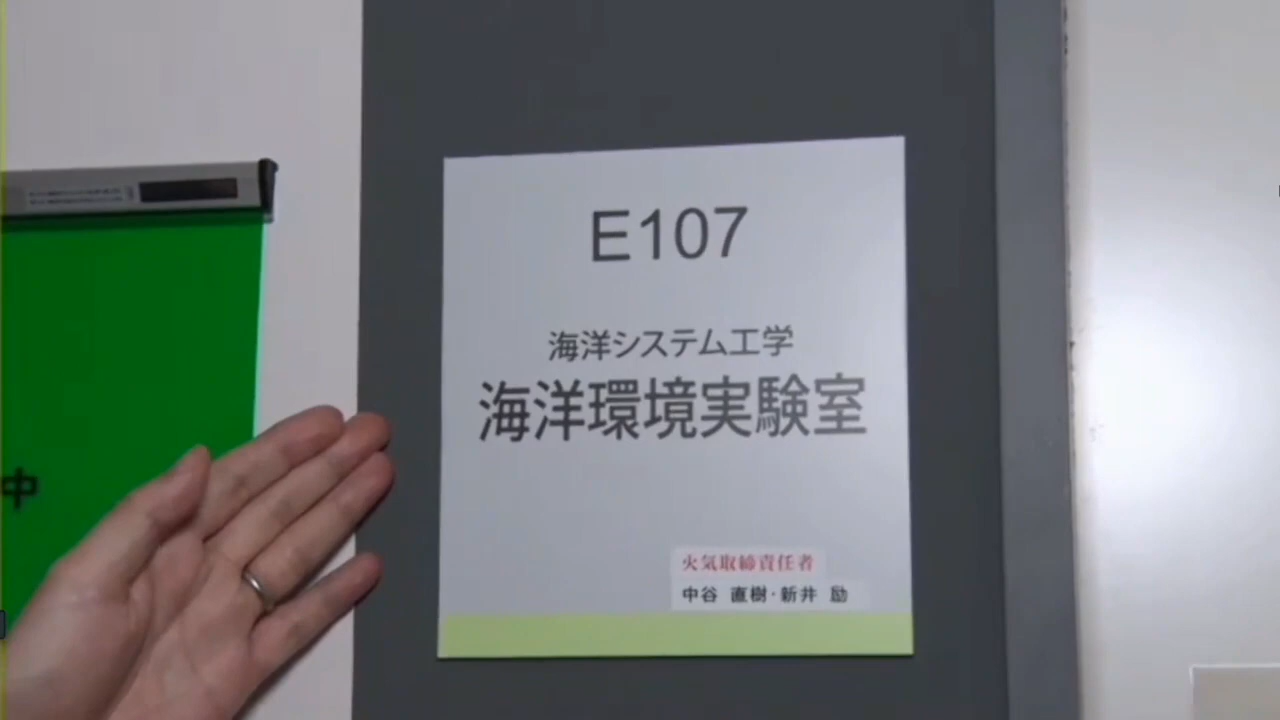 E107
海洋システム工学
海洋環境実験室
火気取締責任者
中谷 直樹・新井 励
中